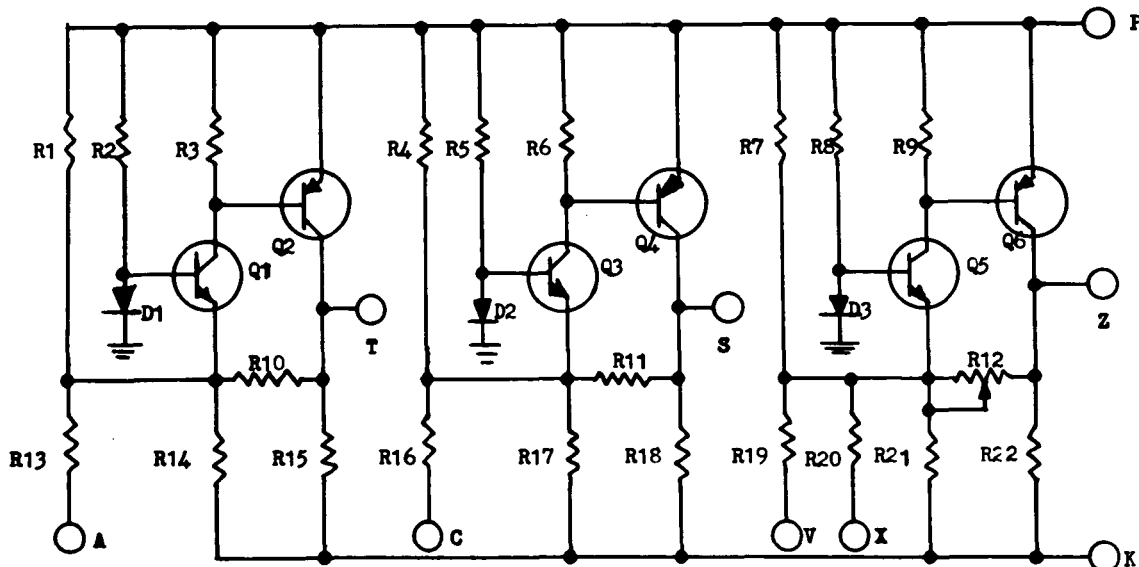 R1 R2 R3 R4 R5 R6 R7 R8 R9
Q2 Q4 Q6
Q1 Q3 Q5
D1 D2 D3
T S Z
R10 R11 R12
R13 R14 R15 R16 R17 R18 R19 R20 R21 R22
A C V X K